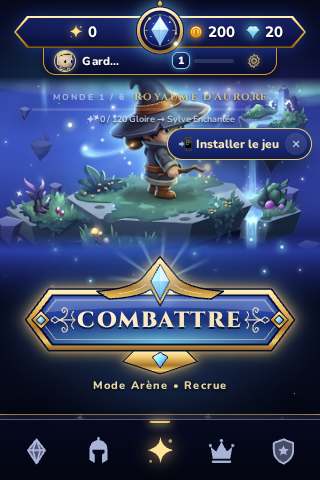 0
200
20
Gard...
1
MONDE 1 / 6 ROYAUME D'AURORE
0 / 120 Gloire → Sylve Enchantée
Installer le jeu ×
COMBATTRE
Mode Arène • Recrue